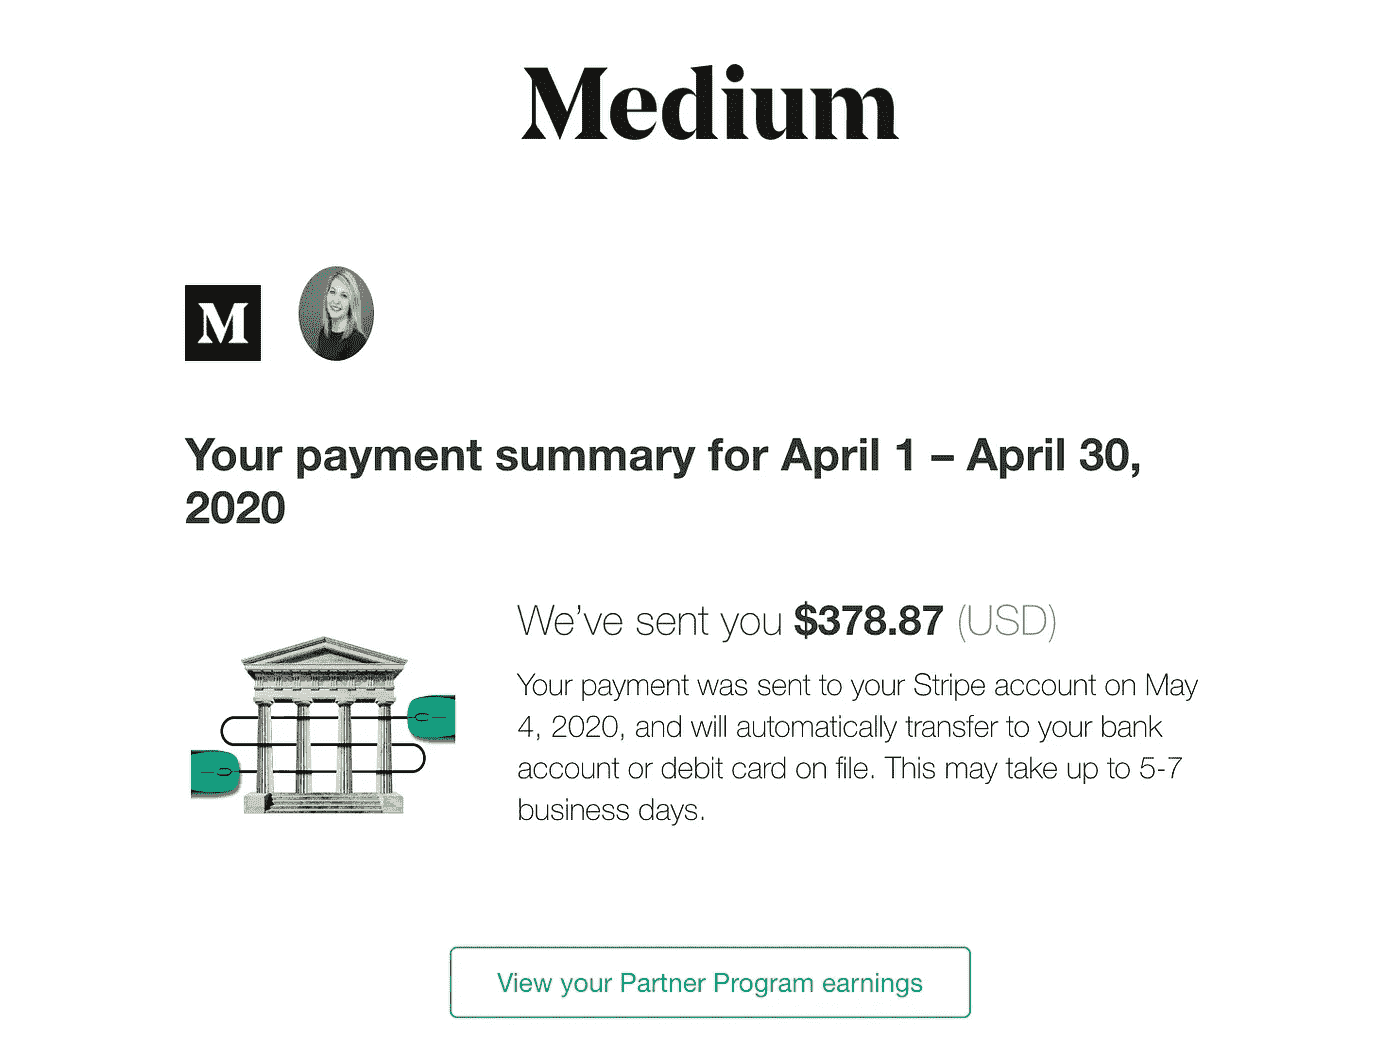 Medium
M
Your payment summary for April 1 – April 30,
2020
We’ve sent you $378.87 (USD)
Your payment was sent to your Stripe account on May
4, 2020, and will automatically transfer to your bank
account or debit card on file. This may take up to 5-7
business days.
View your Partner Program earnings